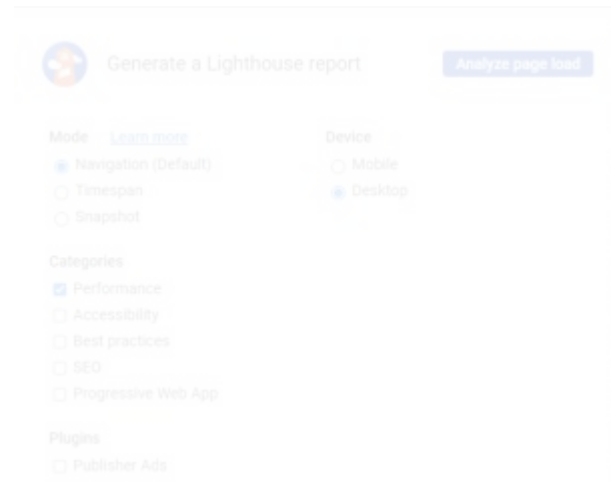 Generate a Lighthouse report
Analyze page load
Mode Learn more
Device
Navigation (Default)
Mobile
Timespan
Desktop
Snapshot
Categories
Performance
Accessibility
Best practices
SEO
Progressive Web App
Plugins
Publisher Ads